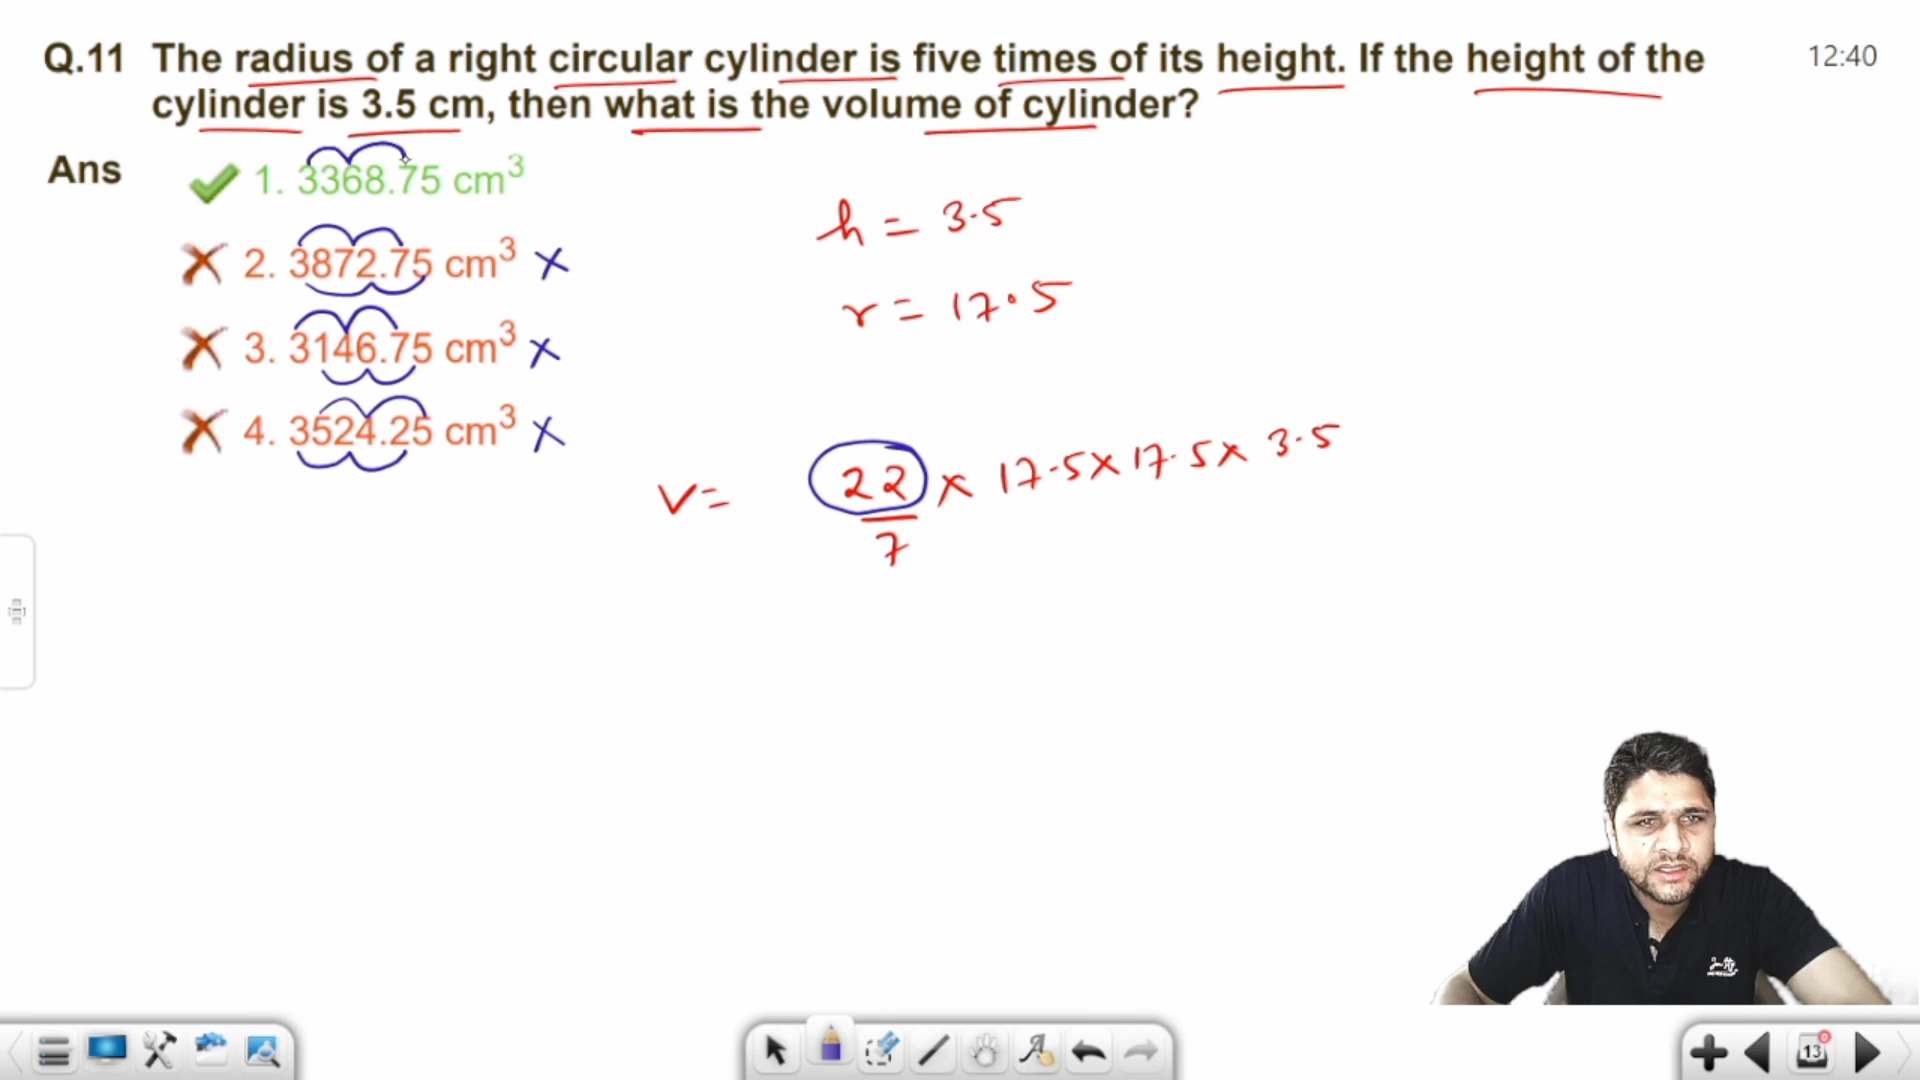 Q.11 The radius of a right circular cylinder is five times of its height. If the height of the
cylinder is 3.5 cm, then what is the volume of cylinder?
12:40
Ans
1. 3368.75 cm³
2. 3872.75 cm³ ×
3. 3146.75 cm³ ×
4. 3524.25 cm³ ×
h = 3.5
r = 17.5
v = 22/7 × 17.5 × 17.5 × 3.5
13